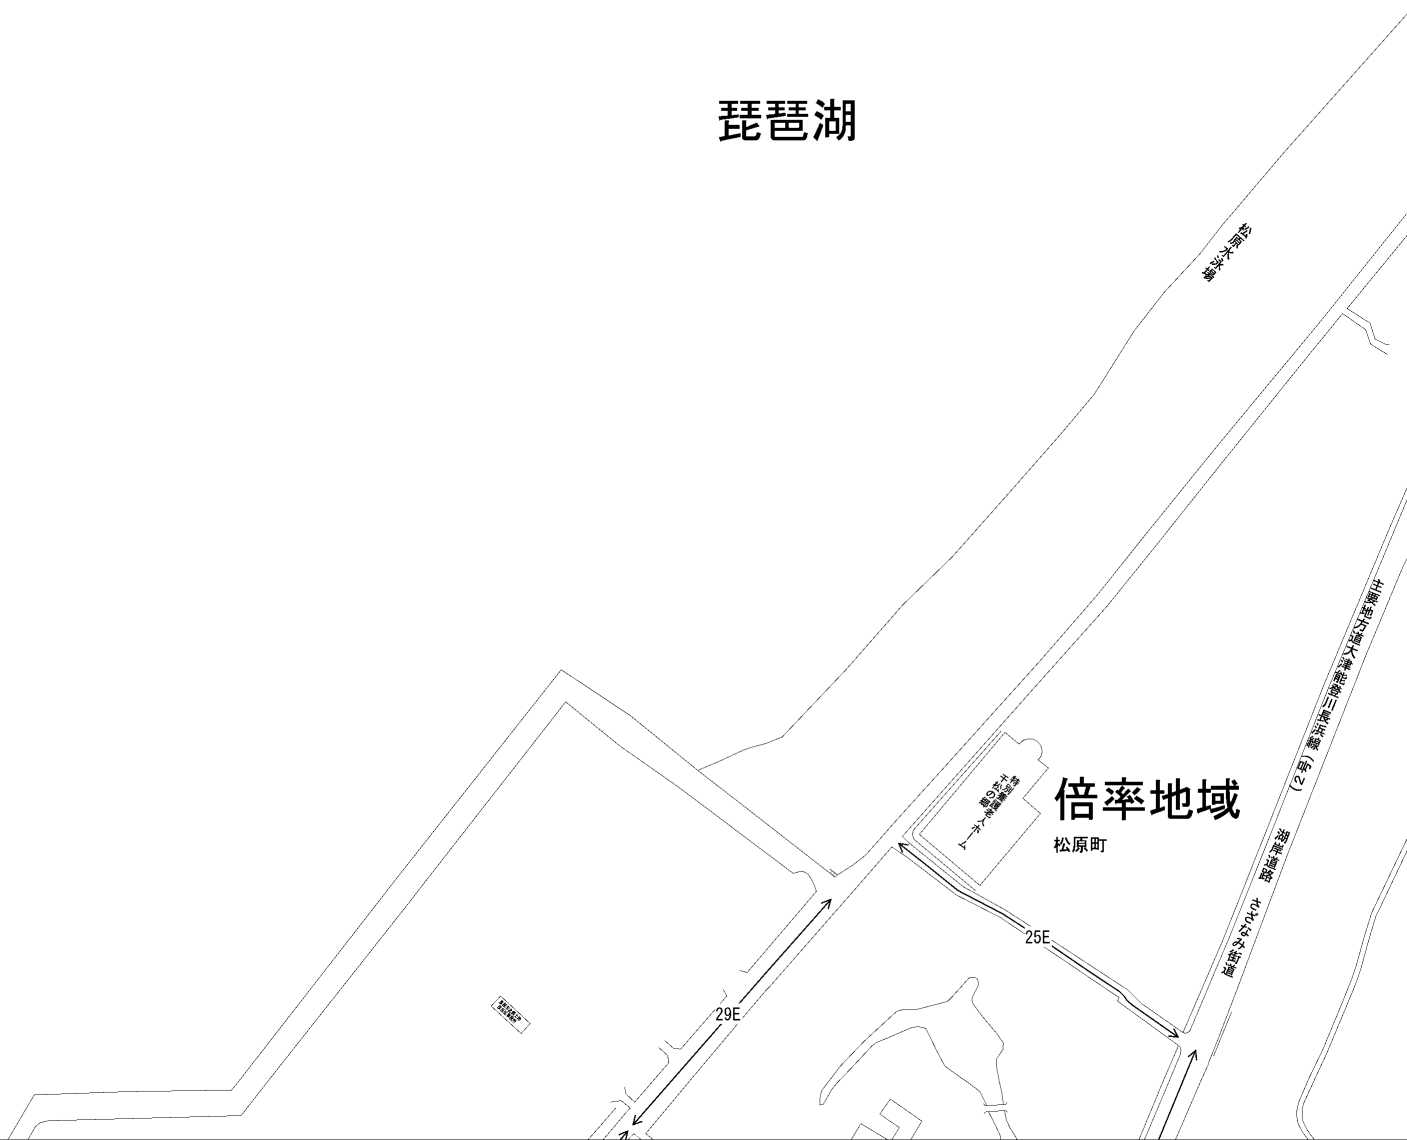 琵琶湖
松原水泳場
主要地方道大津能登川長浜線（2号）
湖岸道路　さざなみ街道
特別養護老人ホーム
千松の郷
倍率地域
松原町
25E
29E